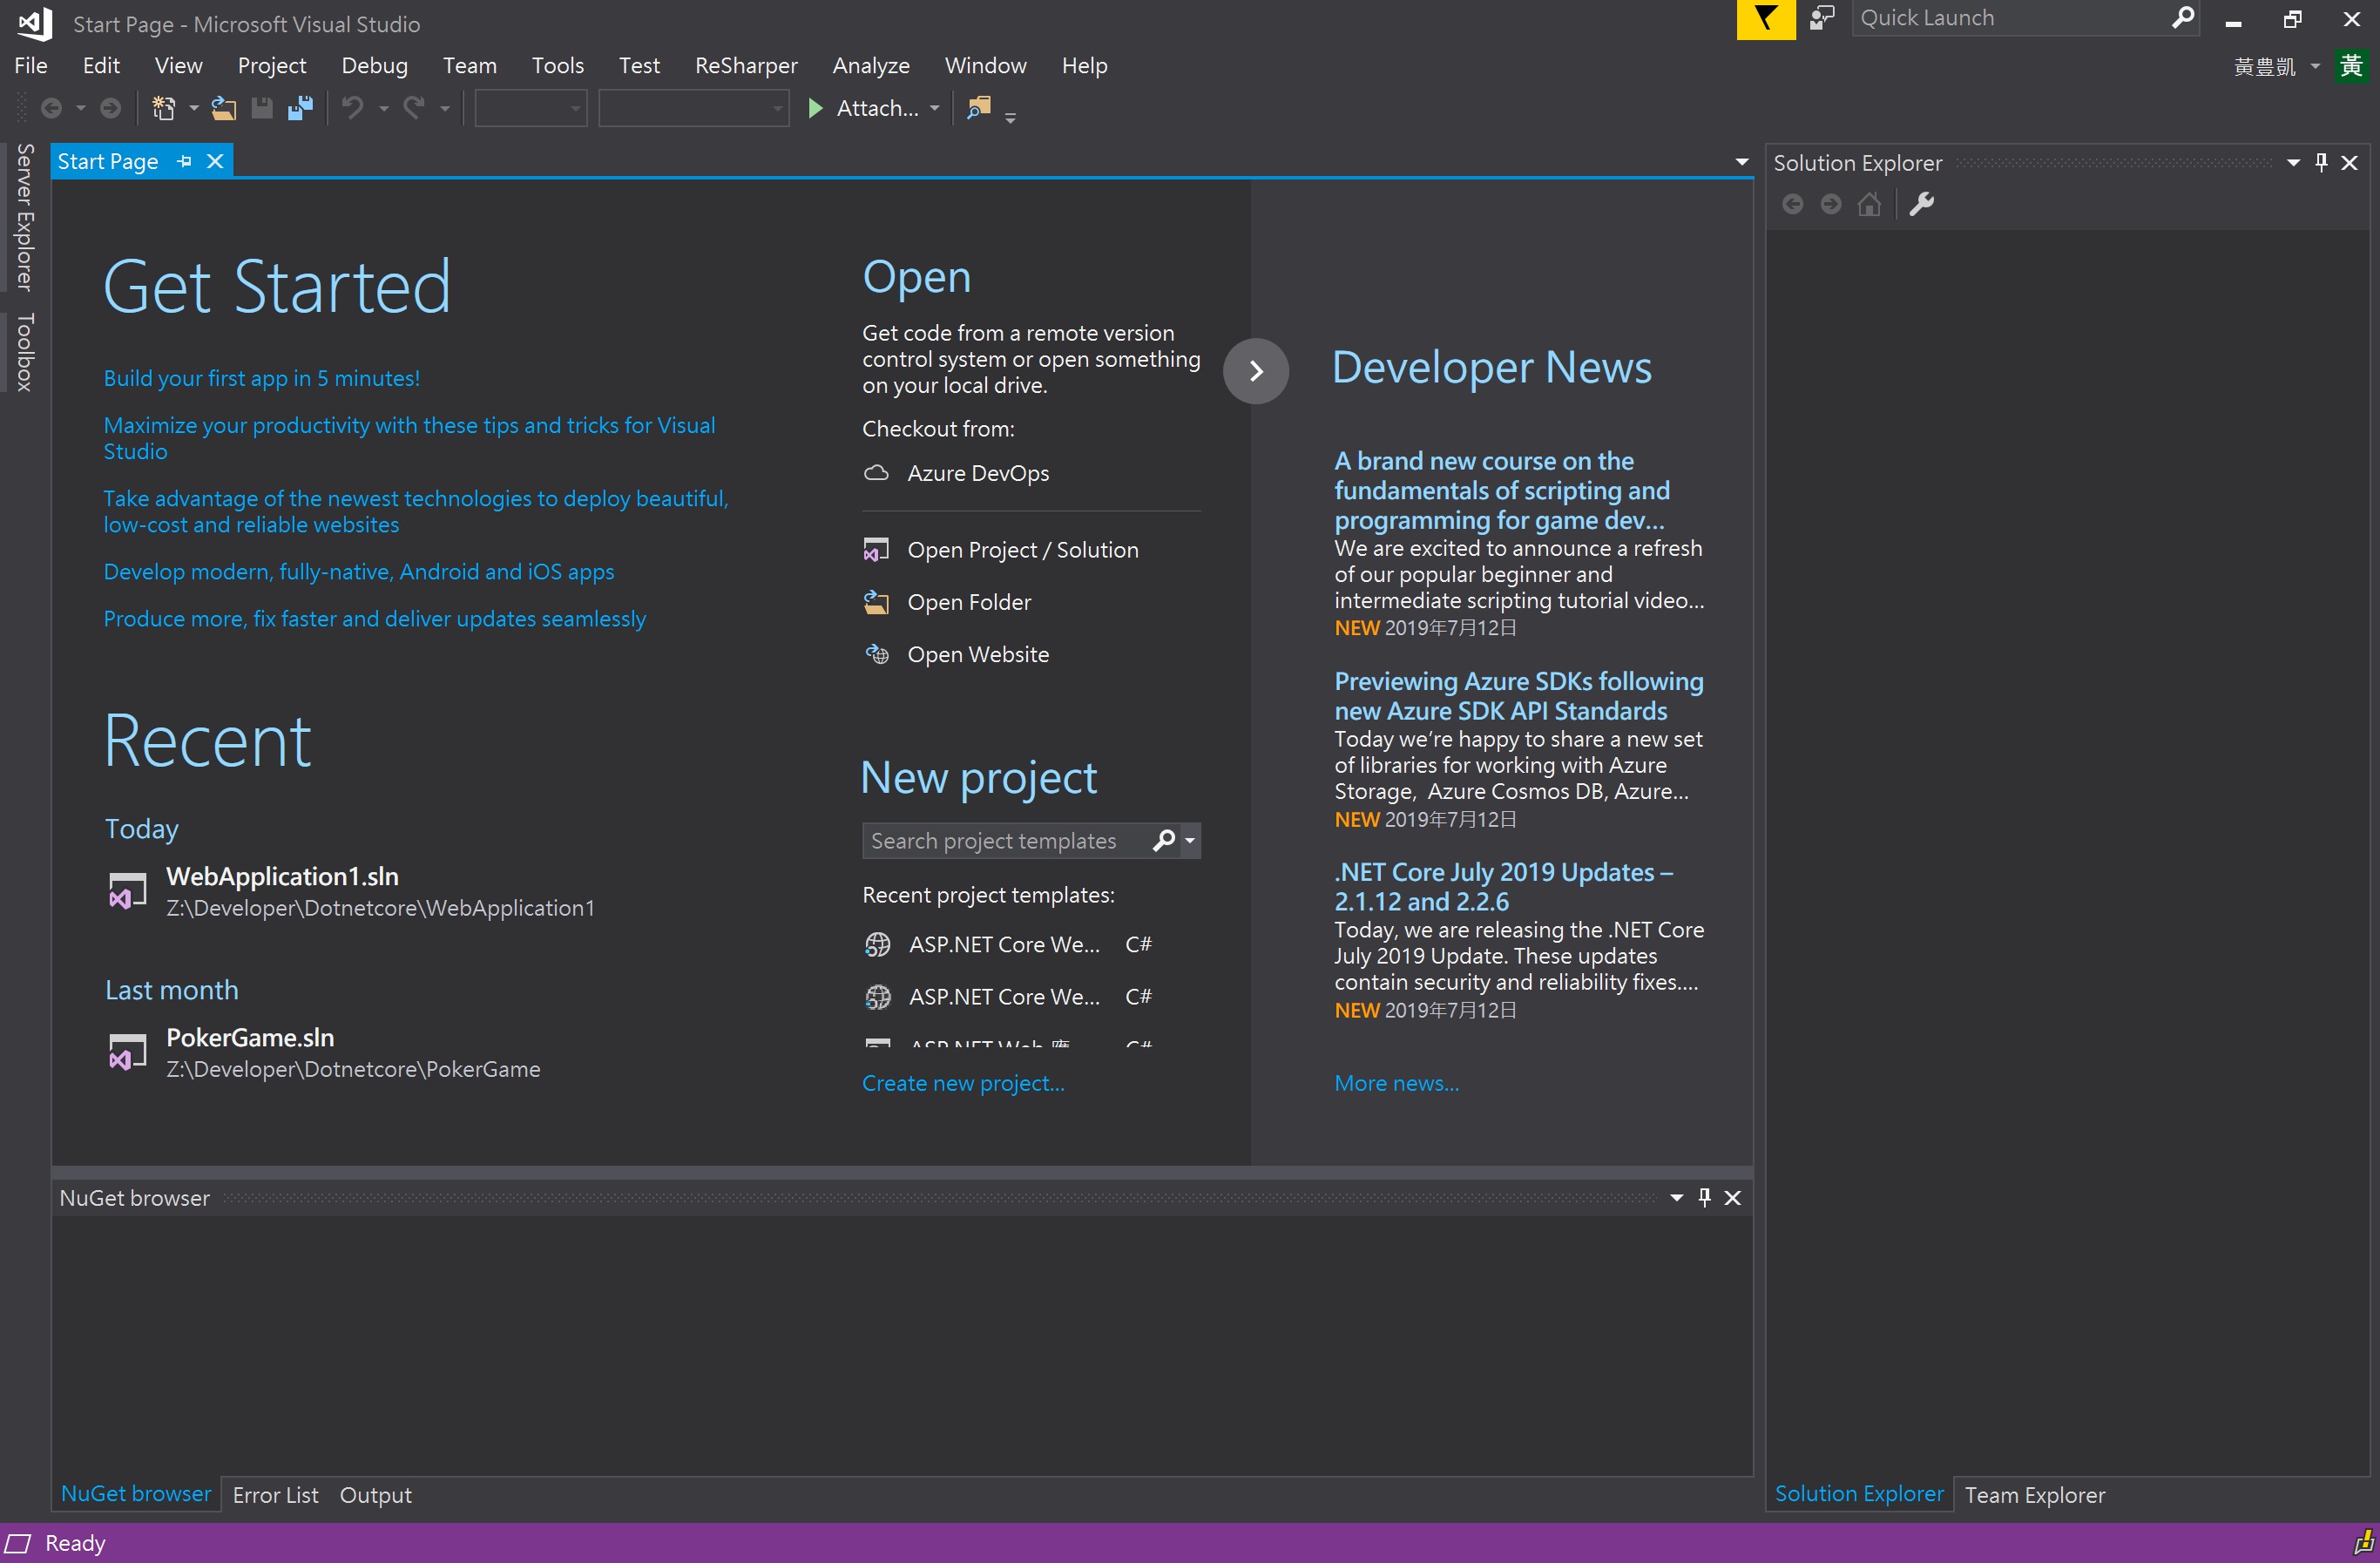 Start Page - Microsoft Visual Studio
Quick Launch
File Edit View Project Debug Team Tools Test ReSharper Analyze Window Help
黃豊凱 黃
Attach...
Server Explorer
Toolbox
Start Page
Get Started
Build your first app in 5 minutes!
Maximize your productivity with these tips and tricks for Visual
Studio
Take advantage of the newest technologies to deploy beautiful,
low-cost and reliable websites
Develop modern, fully-native, Android and iOS apps
Produce more, fix faster and deliver updates seamlessly
Recent
Today
WebApplication1.sln
Z:\Developer\Dotnetcore\WebApplication1
Last month
PokerGame.sln
Z:\Developer\Dotnetcore\PokerGame
Open
Get code from a remote version
control system or open something
on your local drive.
Checkout from:
Azure DevOps
Open Project / Solution
Open Folder
Open Website
New project
Search project templates
Recent project templates:
ASP.NET Core We... C#
ASP.NET Core We... C#
ASP.NET Web 應 C#
Create new project...
Developer News
A brand new course on the
fundamentals of scripting and
programming for game dev...
We are excited to announce a refresh
of our popular beginner and
intermediate scripting tutorial video...
NEW 2019年7月12日
Previewing Azure SDKs following
new Azure SDK API Standards
Today we’re happy to share a new set
of libraries for working with Azure
Storage, Azure Cosmos DB, Azure...
NEW 2019年7月12日
.NET Core July 2019 Updates –
2.1.12 and 2.2.6
Today, we are releasing the .NET Core
July 2019 Update. These updates
contain security and reliability fixes....
NEW 2019年7月12日
More news...
Solution Explorer
NuGet browser
NuGet browser Error List Output
Solution Explorer Team Explorer
Ready